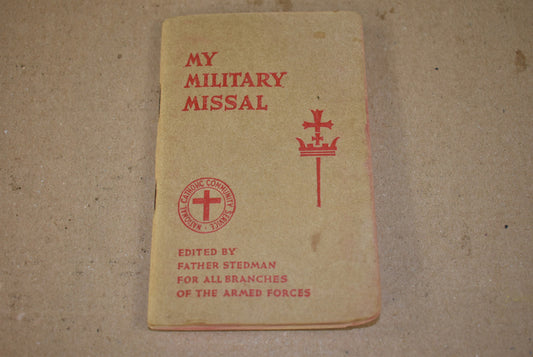 MY
MILITARY
MISSAL
NATIONAL CATHOLIC COMMUNITY SERVICE
EDITED BY
FATHER STEDMAN
FOR ALL BRANCHES
OF THE ARMED FORCES